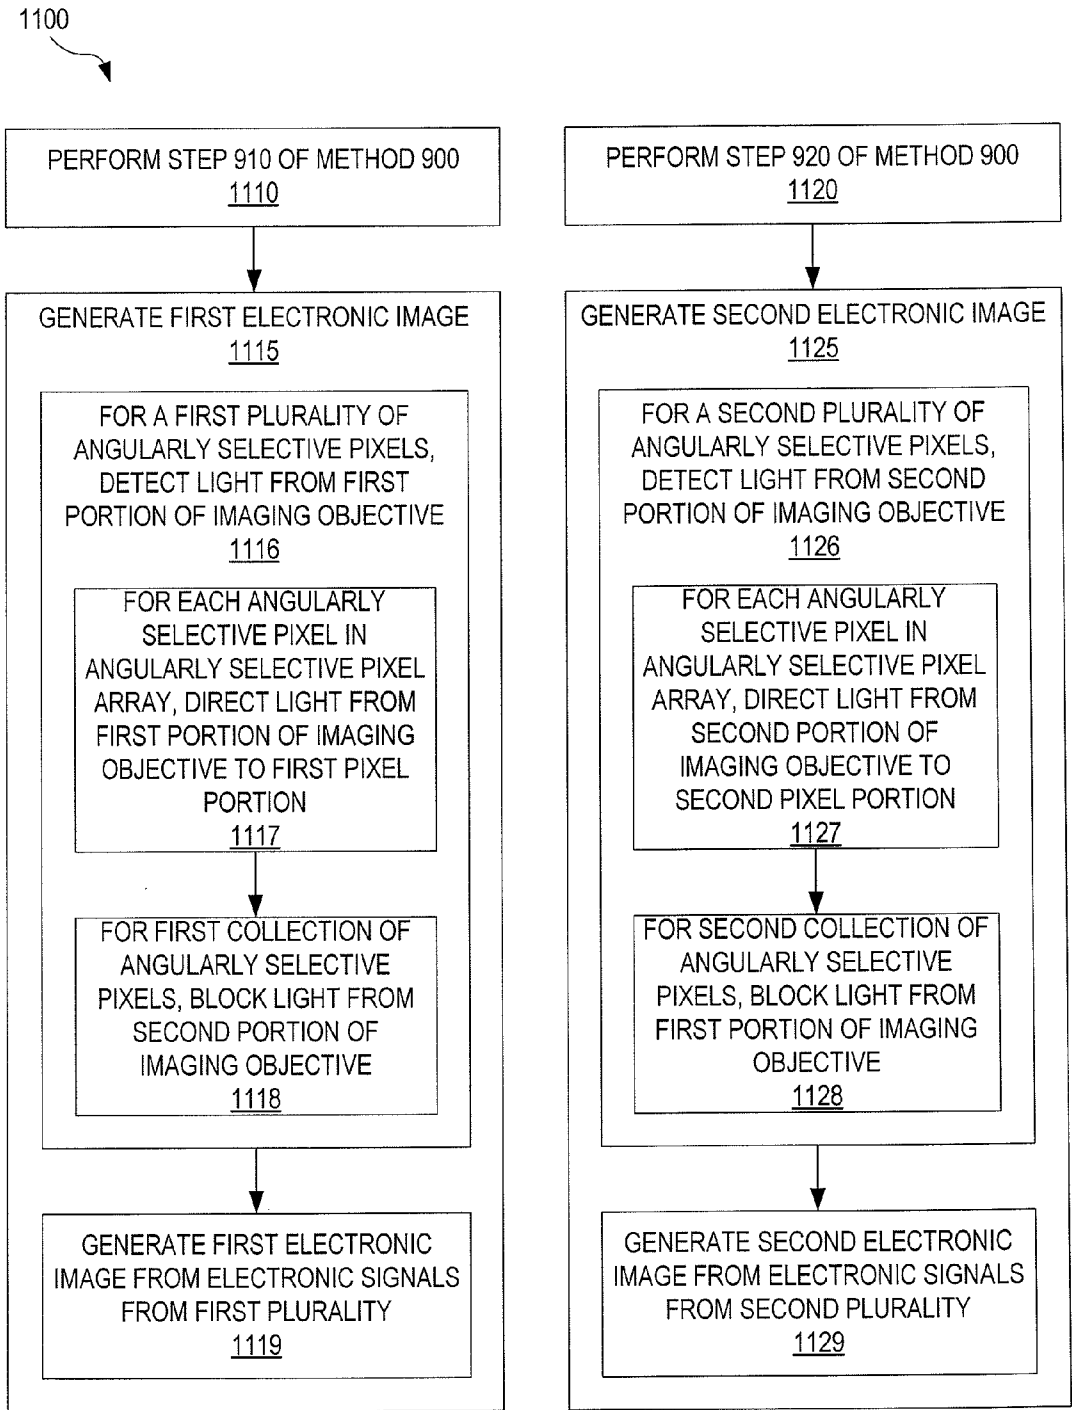 1100
PERFORM STEP 910 OF METHOD 900
1110
GENERATE FIRST ELECTRONIC IMAGE
1115
FOR A FIRST PLURALITY OF
ANGULARLY SELECTIVE PIXELS,
DETECT LIGHT FROM FIRST
PORTION OF IMAGING OBJECTIVE
1116
FOR EACH ANGULARLY
SELECTIVE PIXEL IN
ANGULARLY SELECTIVE PIXEL
ARRAY, DIRECT LIGHT FROM
FIRST PORTION OF IMAGING
OBJECTIVE TO FIRST PIXEL
PORTION
1117
FOR FIRST COLLECTION OF
ANGULARLY SELECTIVE
PIXELS, BLOCK LIGHT FROM
SECOND PORTION OF
IMAGING OBJECTIVE
1118
GENERATE FIRST ELECTRONIC
IMAGE FROM ELECTRONIC SIGNALS
FROM FIRST PLURALITY
1119
PERFORM STEP 920 OF METHOD 900
1120
GENERATE SECOND ELECTRONIC IMAGE
1125
FOR A SECOND PLURALITY OF
ANGULARLY SELECTIVE PIXELS,
DETECT LIGHT FROM SECOND
PORTION OF IMAGING OBJECTIVE
1126
FOR EACH ANGULARLY
SELECTIVE PIXEL IN
ANGULARLY SELECTIVE PIXEL
ARRAY, DIRECT LIGHT FROM
SECOND PORTION OF
IMAGING OBJECTIVE TO
SECOND PIXEL PORTION
1127
FOR SECOND COLLECTION OF
ANGULARLY SELECTIVE
PIXELS, BLOCK LIGHT FROM
FIRST PORTION OF IMAGING
OBJECTIVE
1128
GENERATE SECOND ELECTRONIC
IMAGE FROM ELECTRONIC SIGNALS
FROM SECOND PLURALITY
1129